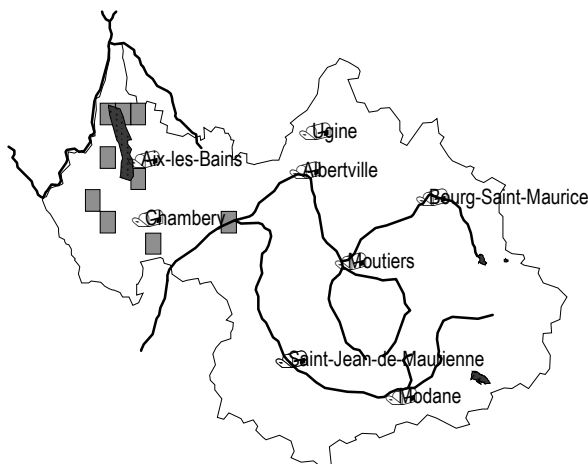 Ugine
Aix-les-Bains
Albertville
Bourg-Saint-Maurice
Chambery
Moutiers
Saint-Jean-de-Maurienne
Modane